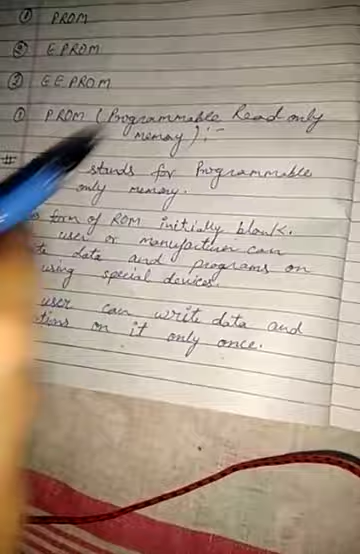 ① PROM
② EPROM
③ EEPROM
① PROM (Programmable Read only
memory):-
#
stands for Programmable
only memory.
form of ROM initially blank.
user or manufacturer can
data and programs on
using special devices.
user can write data and
on it only once.